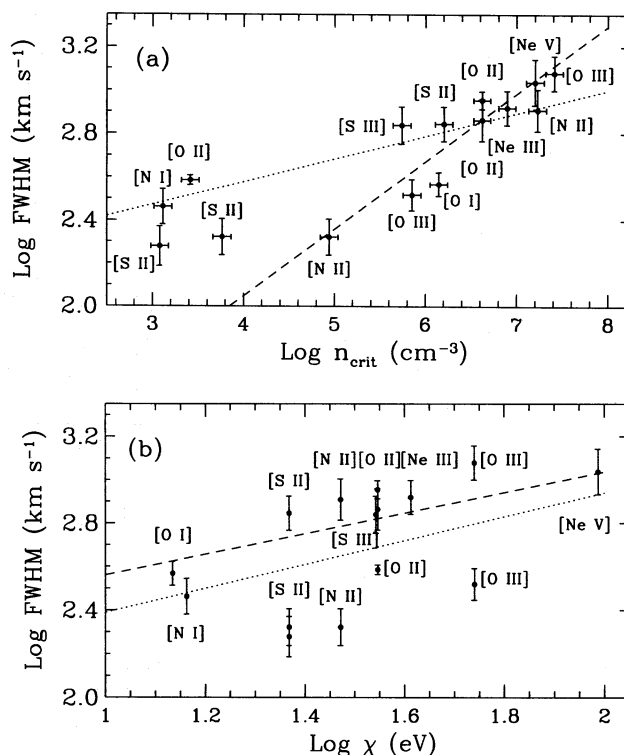 (a)
[Ne V]
[O II]
[O III]
[S II]
[S III]
[N II]
[O II]
[Ne III]
[N I]
[O II]
[S II]
[O I]
[O III]
[S II]
[N II]
3.2
2.8
2.4
2.0
Log FWHM (km s⁻¹)
3 4 5 6 7 8
Log n_crit (cm⁻³)
(b)
[N II] [O II] [Ne III]
[O III]
[S II]
[O I]
[S III]
[Ne V]
[O II]
[S II]
[N II]
[O III]
[N I]
3.2
2.8
2.4
2.0
Log FWHM (km s⁻¹)
1 1.2 1.4 1.6 1.8 2
Log χ (eV)